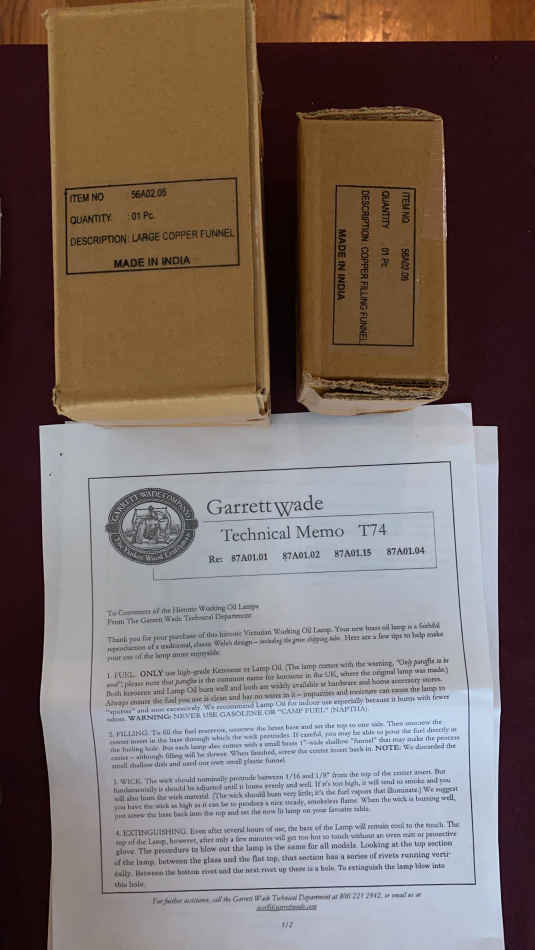 ITEM NO 56A02.05
QUANTITY : 01 Pc.
DESCRIPTION: LARGE COPPER FUNNEL
MADE IN INDIA
ITEM NO 56A02.06
QUANTITY 01 Pc
DESCRIPTION COPPER FILLING FUNNEL
MADE IN INDIA
GARRETT WADE COMPANY
Garrett Wade
Technical Memo T74
Re: 87A01.01 87A01.02 87A01.15 87A01.04
To Customers of the Historic Working Oil Lamps
From The Garrett Wade Technical Department
Thank you for your purchase of this historic Victorian Working Oil Lamp. Your new brass oil lamp is a faithful
reproduction of a traditional, classic Welsh design – including the great shipping tube. Here are a few tips to help make
your use of the lamp more enjoyable.
1. FUEL. ONLY use high-grade Kerosene or Lamp Oil. (The lamp comes with the warning, "Only paraffin to be
used"; please note that paraffin is the common name for kerosene in the UK, where the original lamp was made.)
Both kerosene and Lamp Oil burn well and both are widely available at hardware and home accessory stores.
Always ensure the fuel you use is clean and has no water in it – impurities and moisture can cause the lamp to
"sputter" and soot excessively. We recommend Lamp Oil for indoor use especially because it burns with fewer
odors. WARNING: NEVER USE GASOLINE OR "CAMP FUEL" (NAPTHA).
2. FILLING. To fill the fuel reservoir, unscrew the brass base and set the top to one side. Then unscrew the
center insert in the base through which the wick protrudes. If careful, you may be able to pour the fuel directly in
the filling hole. But each lamp also comes with a small brass 1"-wide shallow "funnel" that may make the process
easier – although filling will be slower. When finished, screw the center insert back in. NOTE: We discarded the
small shallow dish and used our own small plastic funnel.
3. WICK. The wick should nominally protrude between 1/16 and 1/8" from the top of the center insert. But
fundamentally it should be adjusted until it burns evenly and well. If it's too high, it will tend to smoke and you
will also burn the wick material. (The wick should burn very little; it's the fuel vapors that illuminate.) We suggest
you have the wick as high as it can be to produce a nice steady, smokeless flame. When the wick is burning well,
just screw the base back into the top and set the now lit lamp on your favorite table.
4. EXTINGUISHING. Even after several hours of use, the base of the Lamp will remain cool to the touch. The
top of the Lamp, however, after only a few minutes will get too hot to touch without an oven mitt or protective
glove. The procedure to blow out the lamp is the same for all models. Looking at the top section
of the lamp, between the glass and the flat top, that section has a series of rivets running verti-
cally. Between the bottom rivet and the next rivet up there is a hole. To extinguish the lamp blow into
this hole.
For further assistance, call the Garrett Wade Technical Department at 800 221 2942, or email us at
1/2